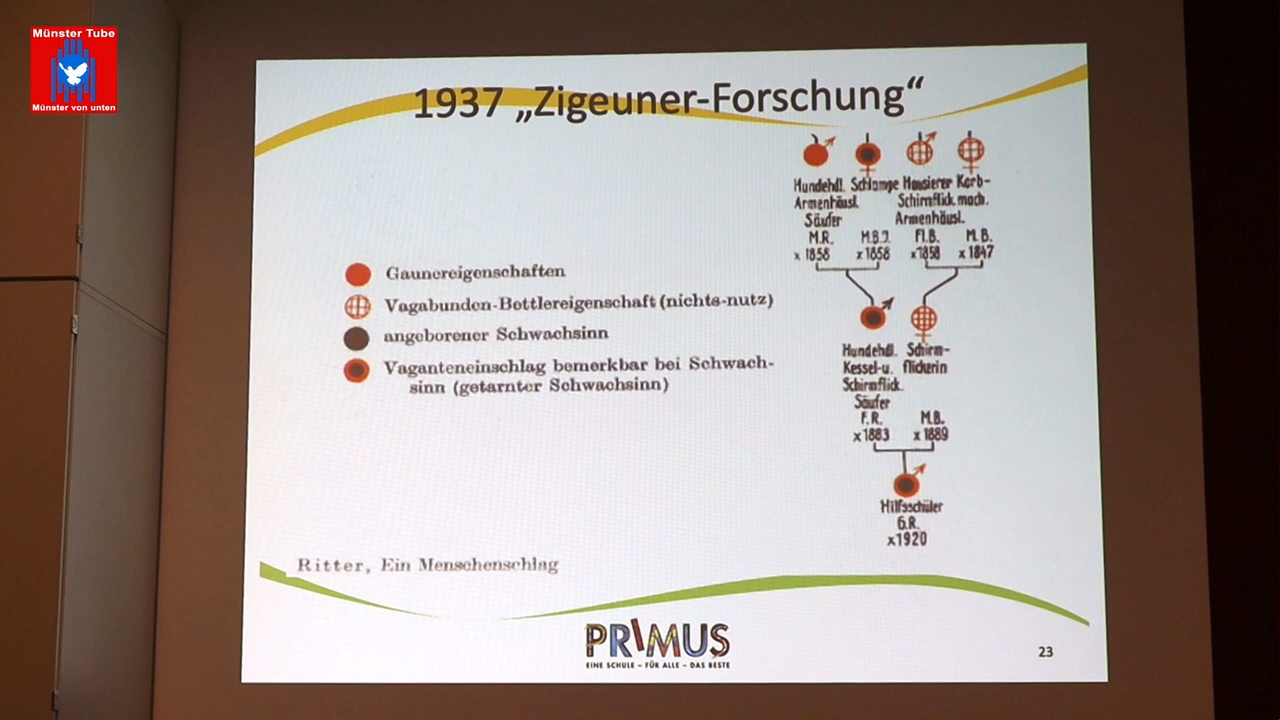 Münster Tube
Münster von unten
1937 „Zigeuner-Forschung“
Hundehdl. Schlampe Hausierer Korb-
Armenhäusl. Schirmflick. mach.
Säufer Armenhäusl.
M.R. M.B.J. Fl.B. M.B.
x 1858 x 1858 x 1858 x 1847
Gaunereigenschaften
Vagabunden-Bettlereigenschaft (nichts-nutz)
angeborener Schwachsinn
Vaganteneinschlag bemerkbar bei Schwach-
sinn (getarnter Schwachsinn)
Hundehdl. Schirm-
Kessel-u. flickerin
Schirmflick.
Säufer
F.R. M.B.
x 1883 x 1889
Hilfsschüler
G.R.
x1920
Ritter, Ein Menschenschlag
PRIMUS
EINE SCHULE – FÜR ALLE – DAS BESTE
23